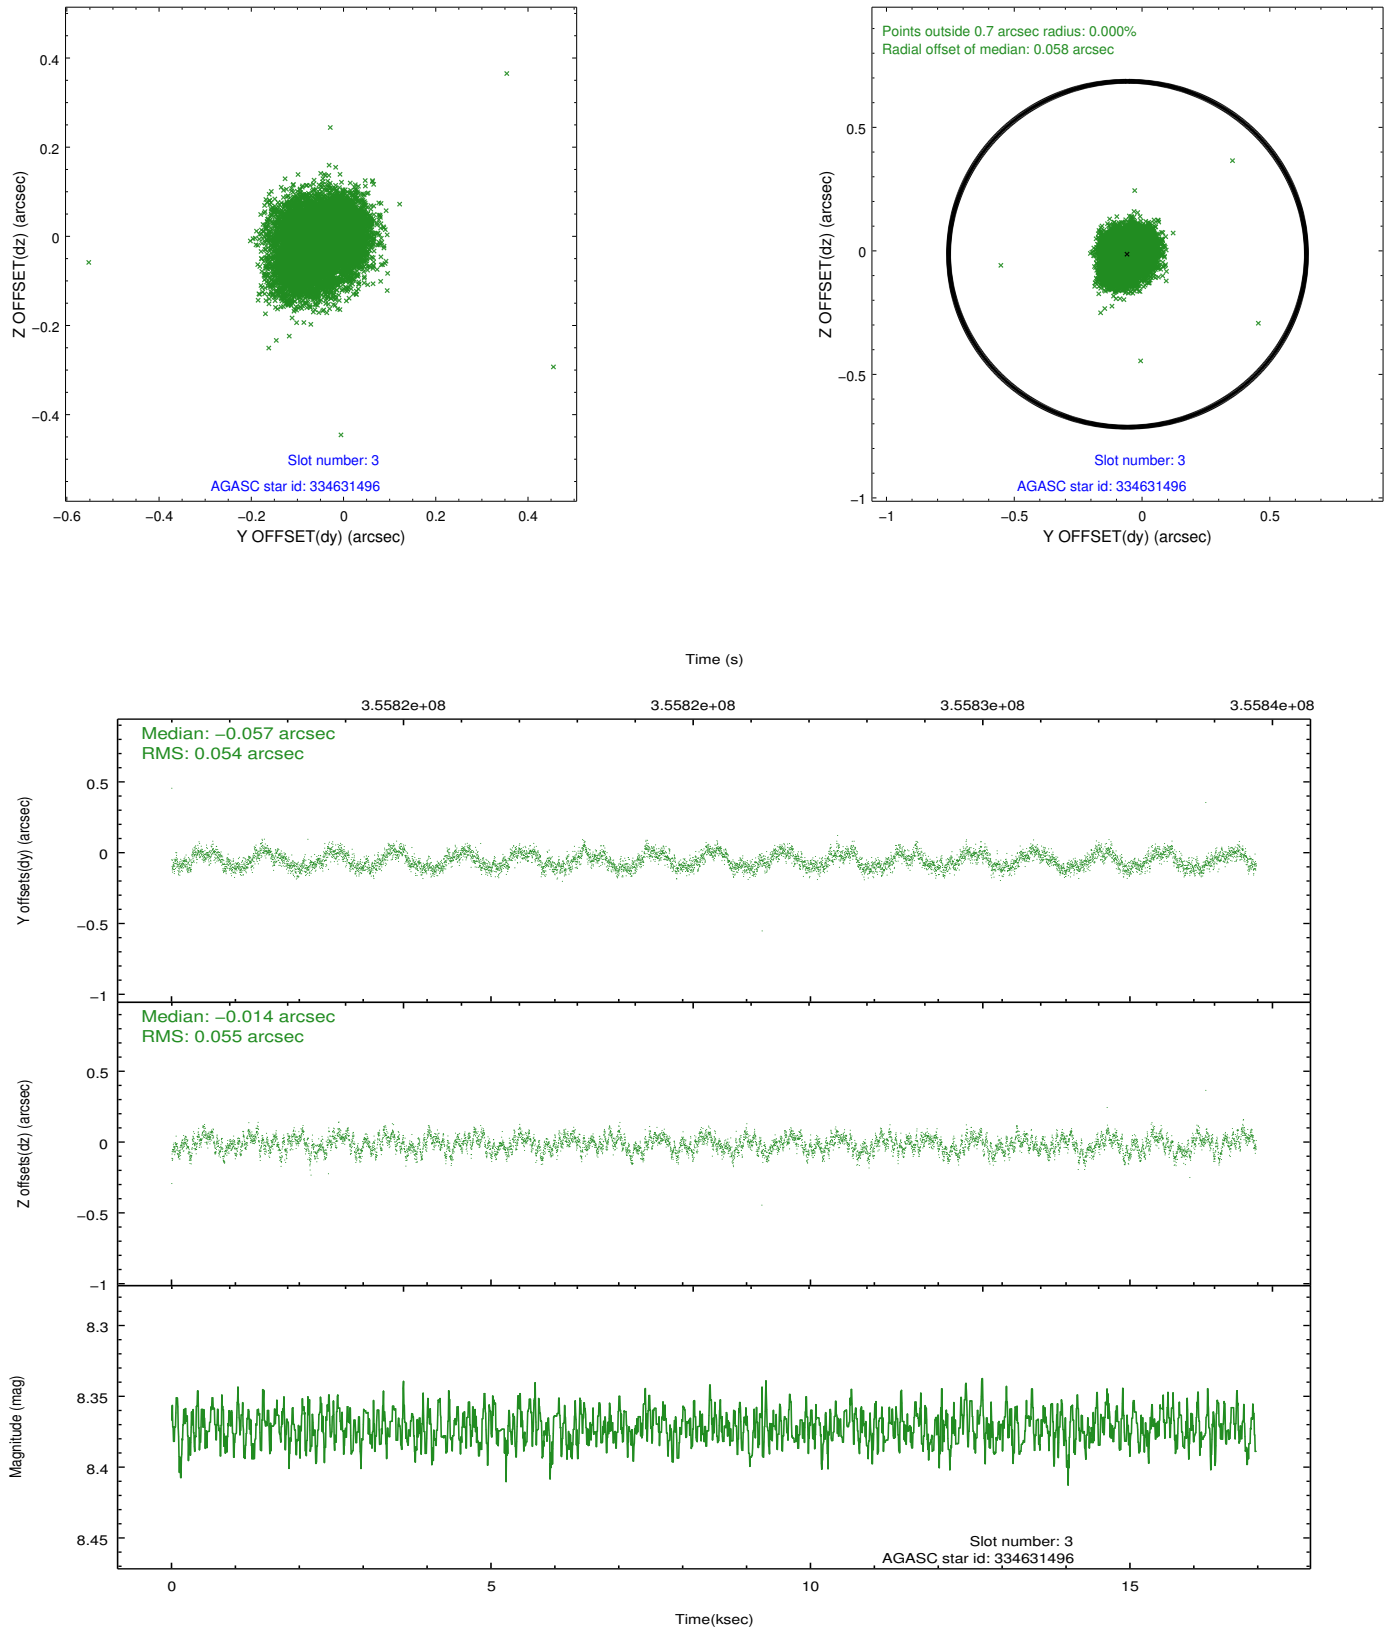 0.4
0.2
0
−0.2
−0.4
Z OFFSET(dz) (arcsec)
Slot number: 3
AGASC star id: 334631496
−0.6
−0.4
−0.2
0
0.2
0.4
Y OFFSET(dy) (arcsec)
Points outside 0.7 arcsec radius: 0.000%
Radial offset of median: 0.058 arcsec
0.5
0
−0.5
−1
Z OFFSET(dz) (arcsec)
Slot number: 3
AGASC star id: 334631496
−1
−0.5
0
0.5
Y OFFSET(dy) (arcsec)
Time (s)
3.5582e+08
3.5582e+08
3.5583e+08
3.5584e+08
Median: −0.057 arcsec
RMS: 0.054 arcsec
0.5
0
−0.5
−1
Y offsets(dy) (arcsec)
Median: −0.014 arcsec
RMS: 0.055 arcsec
0.5
0
−0.5
−1
Z offsets(dz) (arcsec)
8.3
8.35
8.4
8.45
Magnitude (mag)
Slot number: 3
AGASC star id: 334631496
0
5
10
15
Time(ksec)